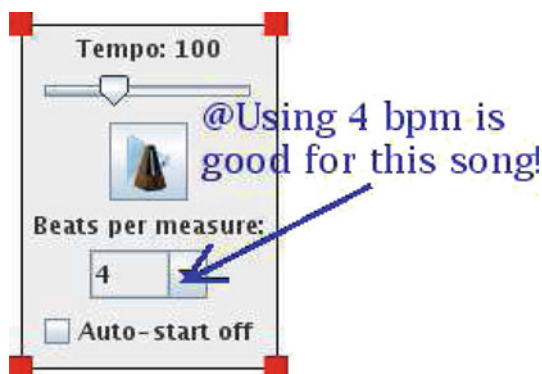 Tempo: 100
@Using 4 bpm is
good for this song!
Beats per measure:
4
Auto-start off